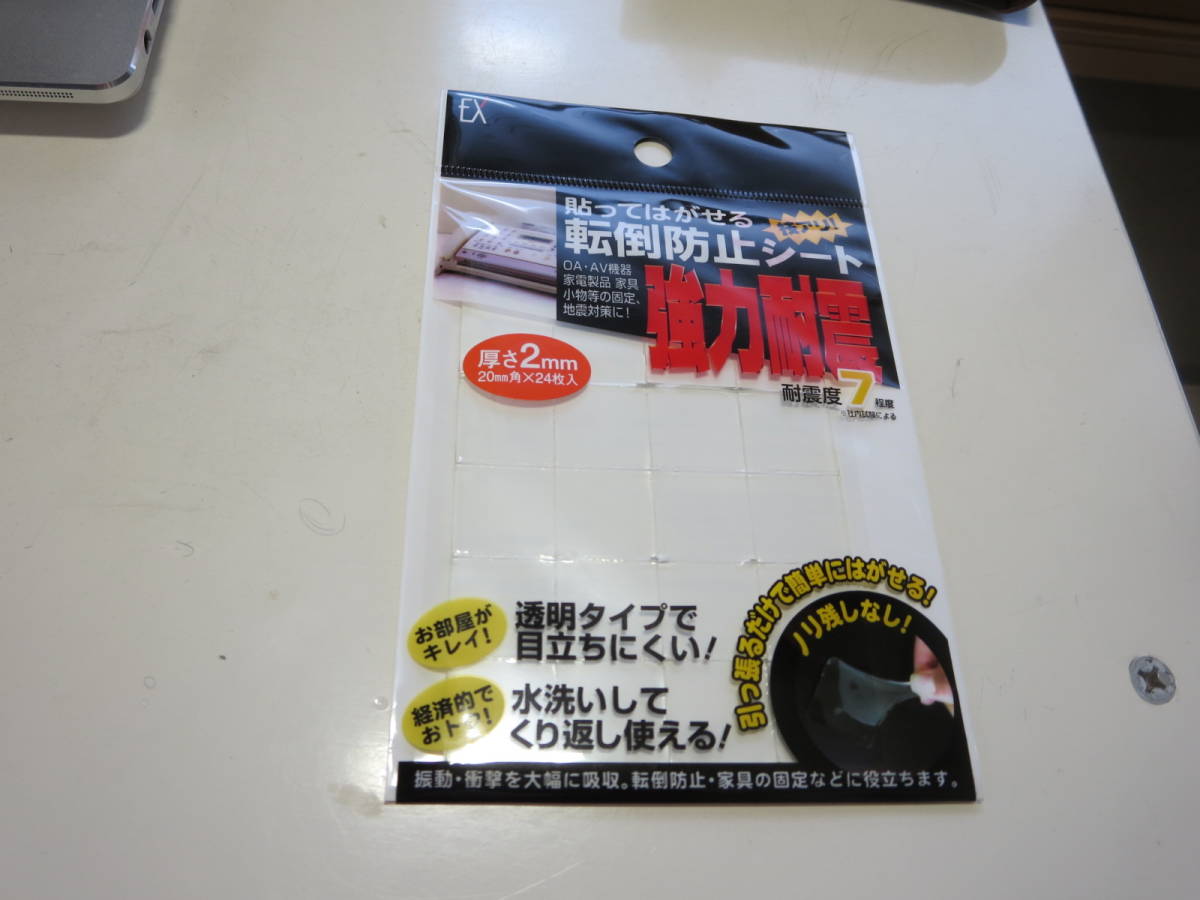 EX
貼ってはがせる
転倒防止シート
OA・AV機器
家電製品 家具
小物等の固定、
地震対策に!
強力耐震
耐震度7程度
※社内試験による
厚さ2mm
20mm角×24枚入
お部屋が
キレイ!
透明タイプで
目立ちにくい!
経済的で
おトク!
水洗いして
くり返し使える!
引っ張るだけで簡単にはがせる!
ノリ残しなし!
振動・衝撃を大幅に吸収。転倒防止・家具の固定などに役立ちます。